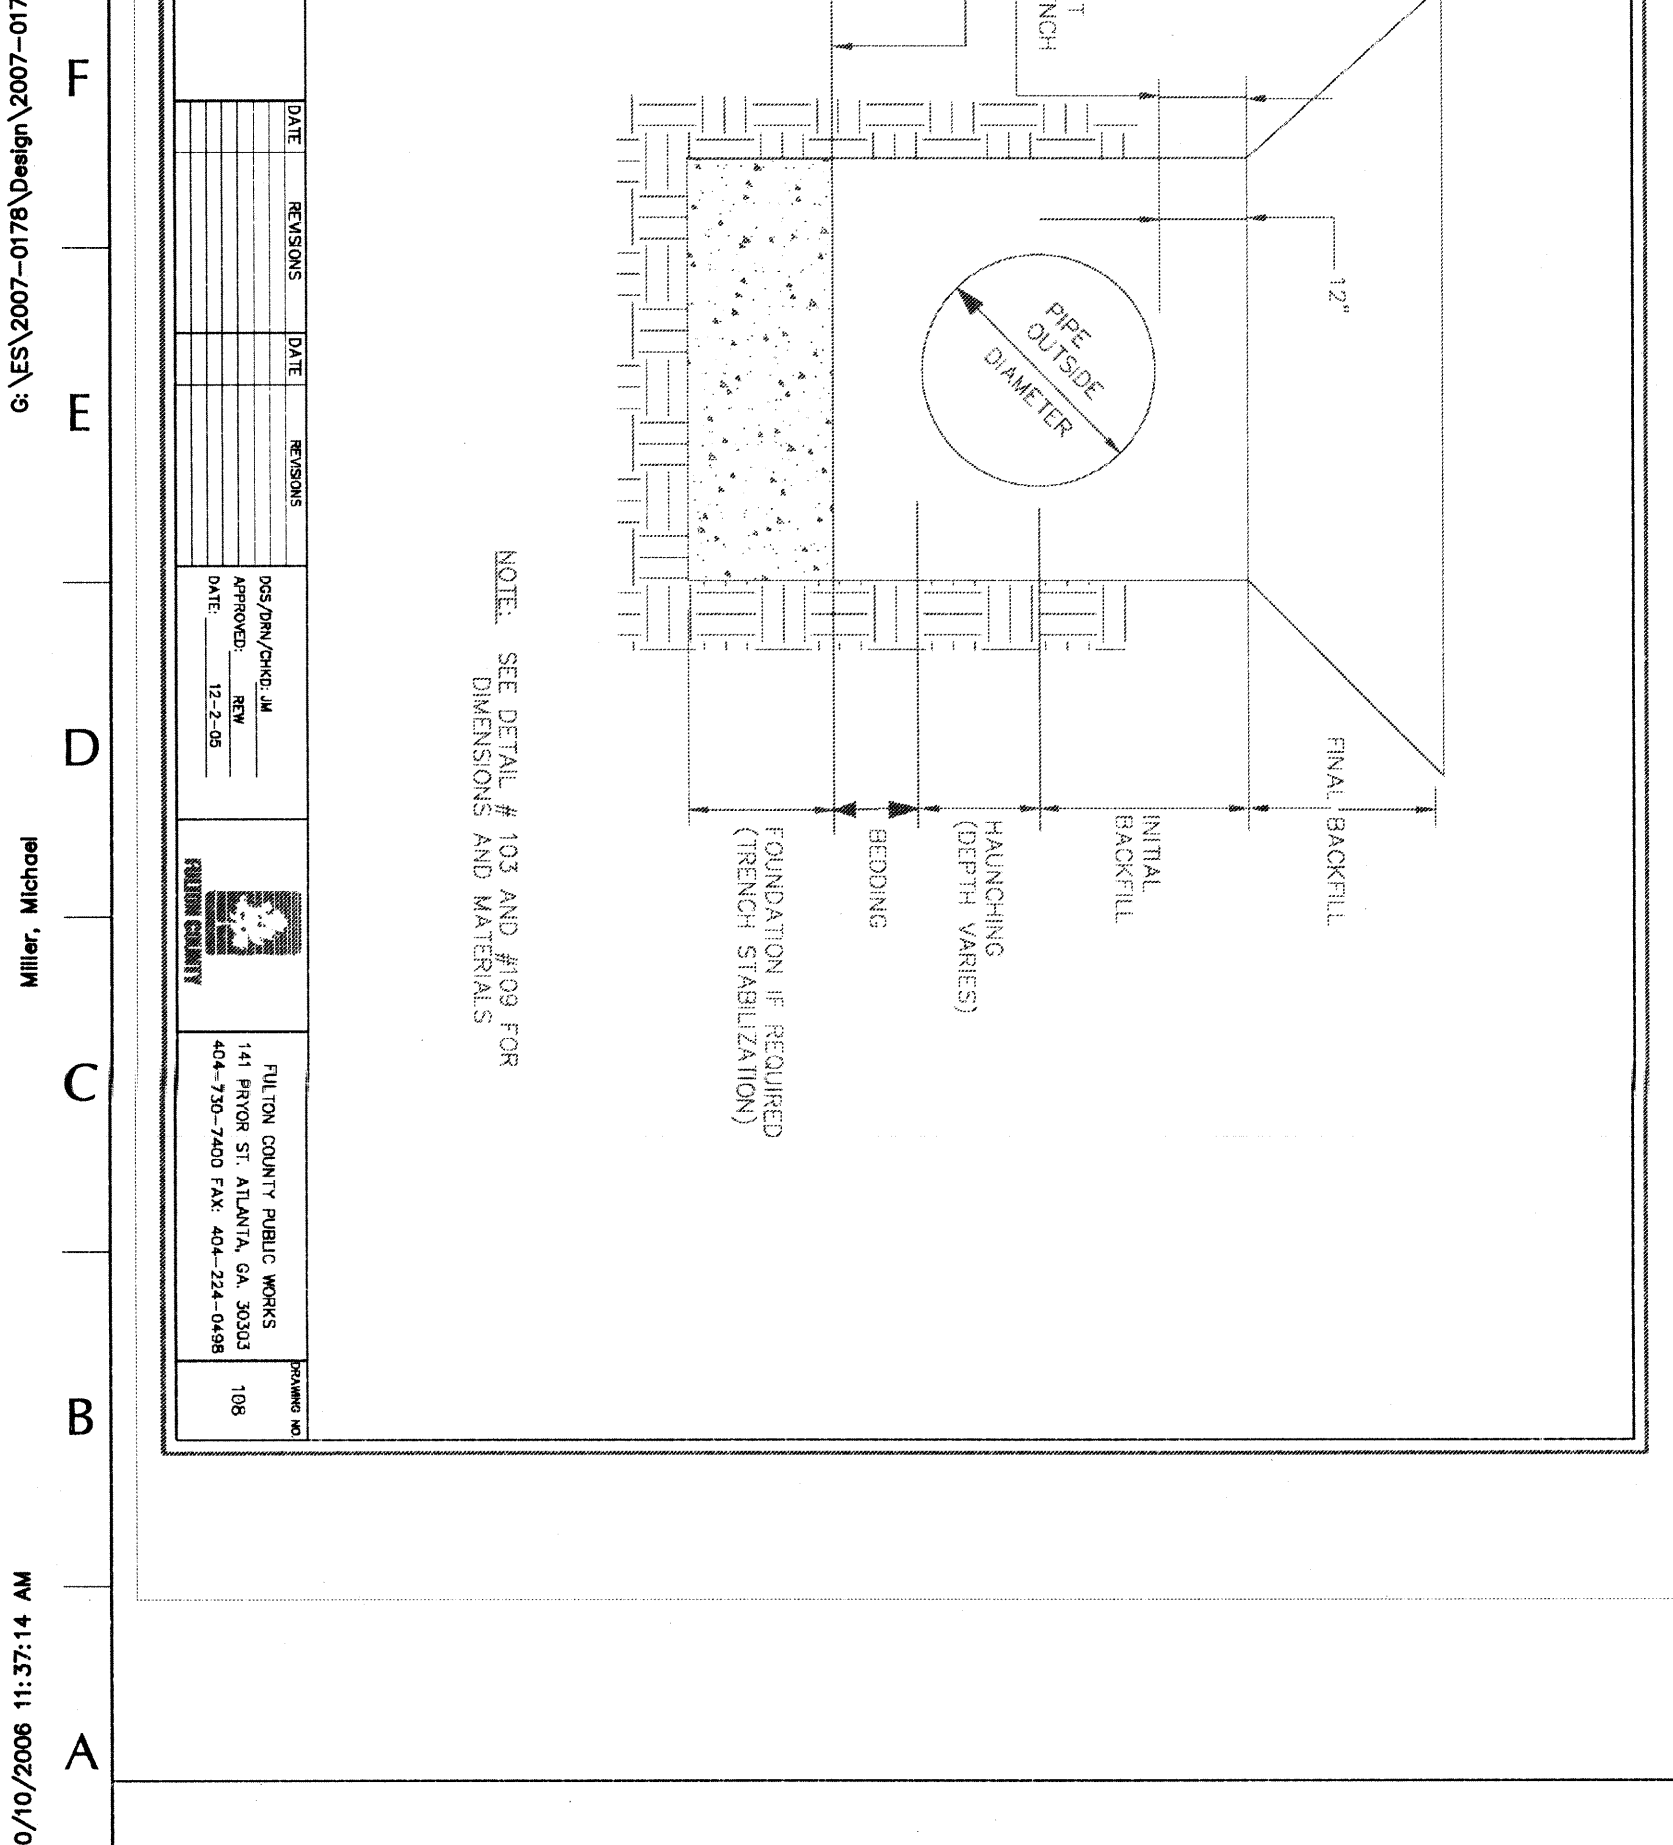 G:\ES\2007-0178\Design\2007-017
Miller, Michael
0/10/2006 11:37:14 AM
F
E
D
C
B
A
T
NCH
12"
PIPE
OUTSIDE
DIAMETER
FINAL BACKFILL
INITIAL
BACKFILL
HAUNCHING
(DEPTH VARIES)
BEDDING
FOUNDATION IF REQUIRED
(TRENCH STABILIZATION)
NOTE: SEE DETAIL # 103 AND #109 FOR
DIMENSIONS AND MATERIALS
DATE REVISIONS DATE REVISIONS
DGS/DRN/CHKD: JM
APPROVED: REW
DATE: 12-2-05
FULTON COUNTY
FULTON COUNTY PUBLIC WORKS
141 PRYOR ST. ATLANTA, GA. 30303
404-730-7400 FAX: 404-224-0498
DRAWING NO.
108